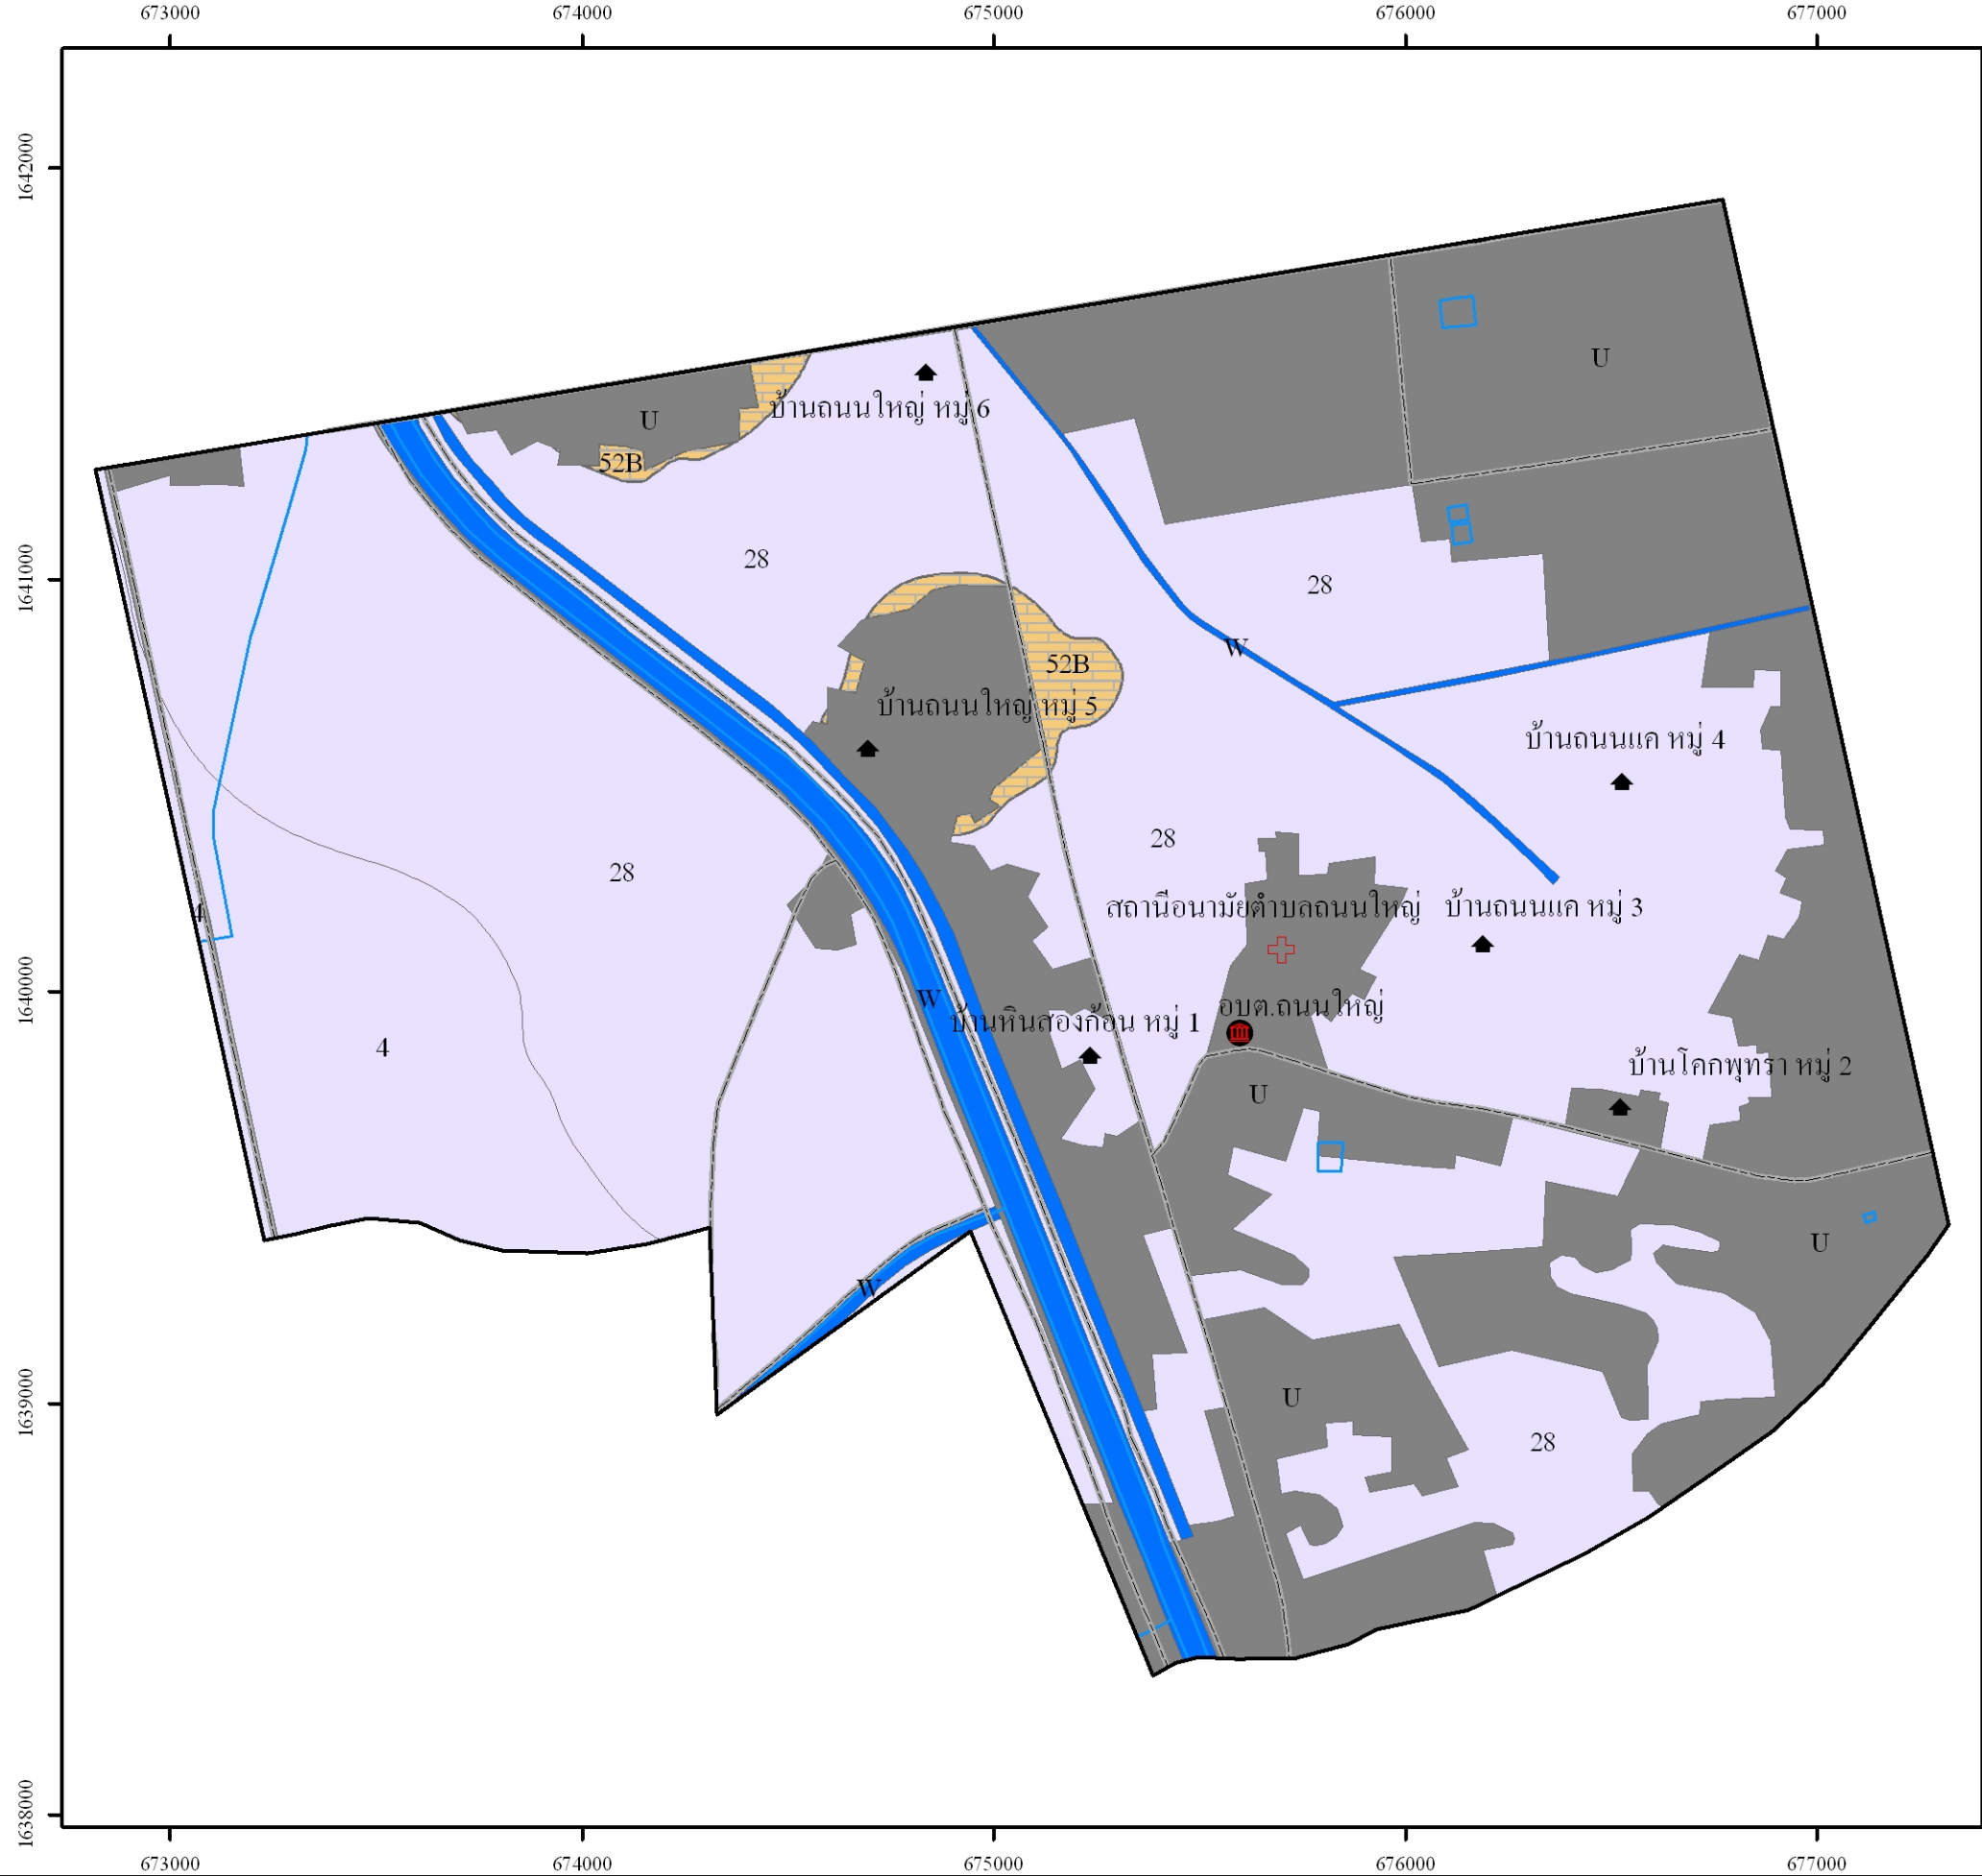 673000 674000 675000 676000 677000
1642000
U
บ้านถนนใหญ่ หมู่ 6
U
52B
28
1641000
28
W
52B
บ้านถนนใหญ่ หมู่ 5
บ้านถนนแค หมู่ 4
28
28
4
สถานีอนามัยตำบลถนนใหญ่
บ้านถนนแค หมู่ 3
1640000
W
อบต.ถนนใหญ่
บ้านหินสองก้อน หมู่ 1
4
บ้านโคกพุทรา หมู่ 2
U
U
W
1639000
U
28
1638000
673000 674000 675000 676000 677000